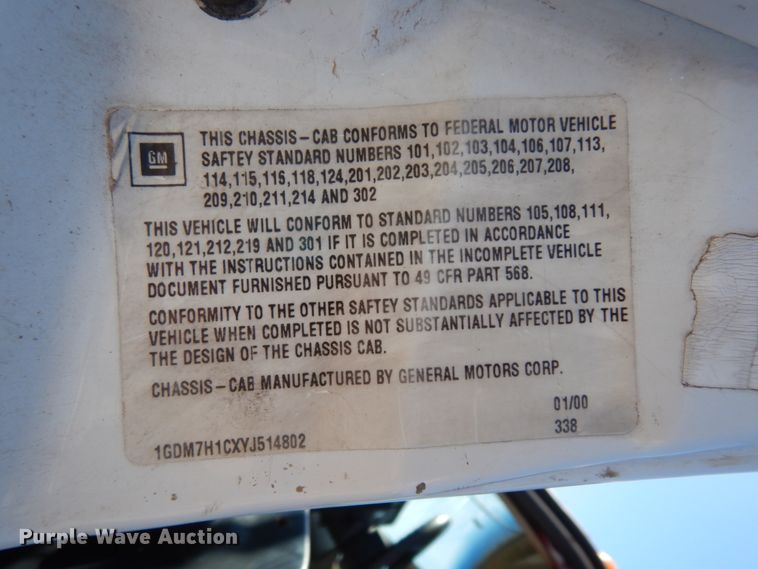 GM
THIS CHASSIS-CAB CONFORMS TO FEDERAL MOTOR VEHICLE
SAFTEY STANDARD NUMBERS 101,102,103,104,106,107,113,
114,115,116,118,124,201,202,203,204,205,206,207,208,
209,210,211,214 AND 302
THIS VEHICLE WILL CONFORM TO STANDARD NUMBERS 105,108,111,
120,121,212,219 AND 301 IF IT IS COMPLETED IN ACCORDANCE
WITH THE INSTRUCTIONS CONTAINED IN THE INCOMPLETE VEHICLE
DOCUMENT FURNISHED PURSUANT TO 49 CFR PART 568.
CONFORMITY TO THE OTHER SAFTEY STANDARDS APPLICABLE TO THIS
VEHICLE WHEN COMPLETED IS NOT SUBSTANTIALLY AFFECTED BY THE
THE DESIGN OF THE CHASSIS CAB.
CHASSIS-CAB MANUFACTURED BY GENERAL MOTORS CORP.
01/00
338
1GDM7H1CXYJ514802
Purple Wave Auction